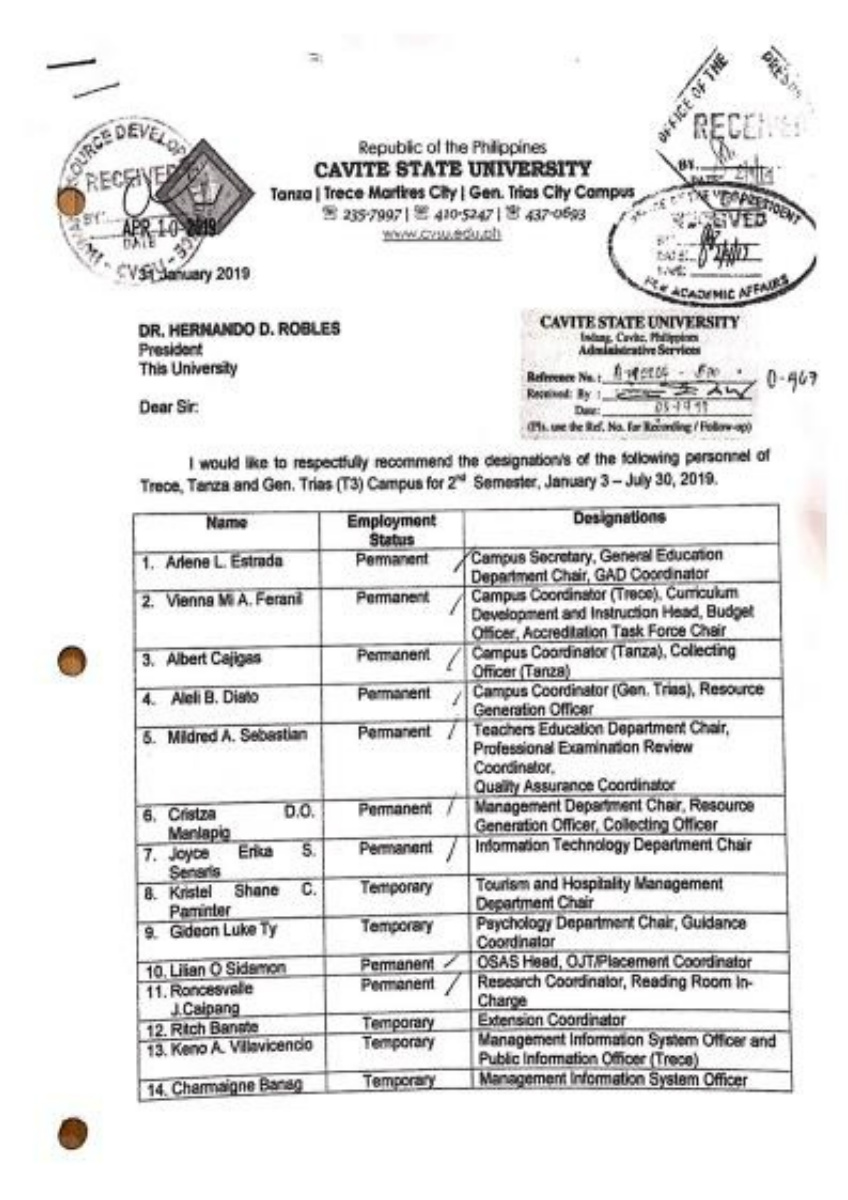 OFFICE OF THE
RECEIVED
BY:
RESOURCE DEVELOP
RECEIVED
BY:
APR 10 2019
DATE
CVSU
Republic of the Philippines
CAVITE STATE UNIVERSITY
Tanza | Trece Martires City | Gen. Trias City Campus
☏ 235-7997 | ☏ 410-5247 | ☏ 437-0693
www.cvsu.edu.ph
OFFICE OF THE VICE PRESIDENT
RECEIVED
DATE:
FOR ACADEMIC AFFAIRS
31 January 2019
DR. HERNANDO D. ROBLES
President
This University
CAVITE STATE UNIVERSITY
Indang, Cavite, Philippines
Administrative Services
Reference No.:
Received: By :
Date:
(Pls. use the Ref. No. for Recording / Follow-up)
0-467
Dear Sir:
I would like to respectfully recommend the designation/s of the following personnel of
Trece, Tanza and Gen. Trias (T3) Campus for 2nd Semester, January 3 – July 30, 2019.
Name Employment Status Designations
1. Arlene L. Estrada Permanent Campus Secretary, General Education
Department Chair, GAD Coordinator
2. Vienna Mi A. Feranil Permanent Campus Coordinator (Trece), Curriculum
Development and Instruction Head, Budget
Officer, Accreditation Task Force Chair
3. Albert Cajigas Permanent Campus Coordinator (Tanza), Collecting
Officer (Tanza)
4. Aleli B. Diato Permanent Campus Coordinator (Gen. Trias), Resource
Generation Officer
5. Mildred A. Sebastian Permanent Teachers Education Department Chair,
Professional Examination Review
Coordinator,
Quality Assurance Coordinator
6. Cristza D.O. Permanent Management Department Chair, Resource
Manlapig Generation Officer, Collecting Officer
7. Joyce Erika S. Permanent Information Technology Department Chair
Senaris
8. Kristel Shane C. Temporary Tourism and Hospitality Management
Paminter Department Chair
9. Gideon Luke Ty Temporary Psychology Department Chair, Guidance
Coordinator
10. Lilian O Sidamon Permanent OSAS Head, OJT/Placement Coordinator
11. Roncesvalle Permanent Research Coordinator, Reading Room In-
J.Caipang Charge
12. Ritch Banate Temporary Extension Coordinator
13. Keno A. Villavicencio Temporary Management Information System Officer and
Public Information Officer (Trece)
14. Charmaigne Banag Temporary Management Information System Officer